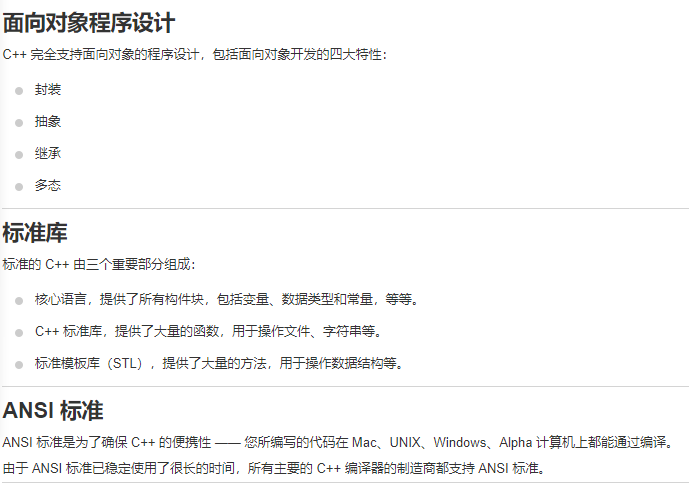 面向对象程序设计
C++ 完全支持面向对象的程序设计，包括面向对象开发的四大特性：
封装
抽象
继承
多态
标准库
标准的 C++ 由三个重要部分组成：
核心语言，提供了所有构件块，包括变量、数据类型和常量，等等。
C++ 标准库，提供了大量的函数，用于操作文件、字符串等。
标准模板库（STL），提供了大量的方法，用于操作数据结构等。
ANSI 标准
ANSI 标准是为了确保 C++ 的便携性 —— 您所编写的代码在 Mac、UNIX、Windows、Alpha 计算机上都能通过编译。
由于 ANSI 标准已稳定使用了很长的时间，所有主要的 C++ 编译器的制造商都支持 ANSI 标准。